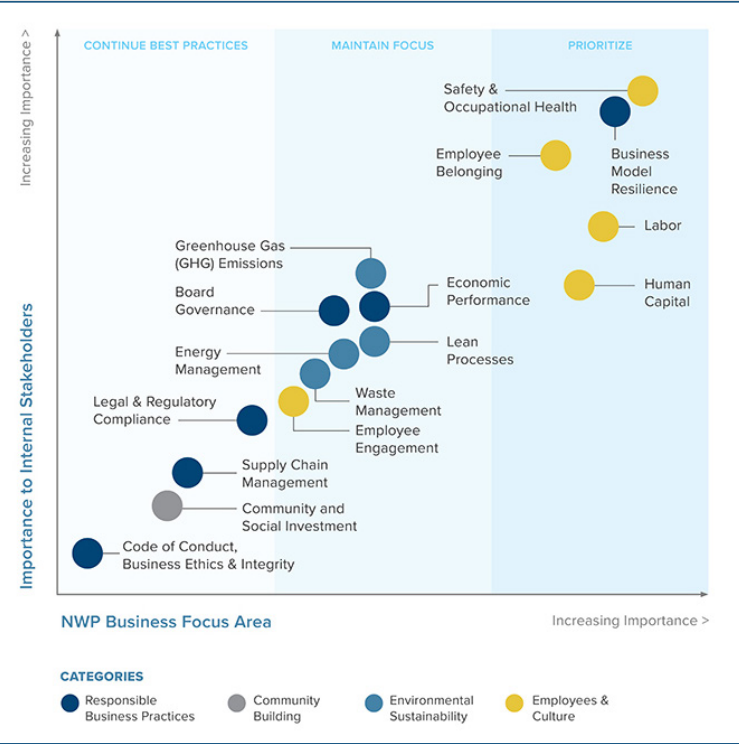 CONTINUE BEST PRACTICES
MAINTAIN FOCUS
PRIORITIZE
Increasing Importance >
Importance to Internal Stakeholders
Safety &
Occupational Health
Business
Model
Resilience
Employee
Belonging
Labor
Greenhouse Gas
(GHG) Emissions
Human
Capital
Board
Governance
Economic
Performance
Energy
Management
Lean
Processes
Waste
Management
Legal & Regulatory
Compliance
Employee
Engagement
Supply Chain
Management
Community and
Social Investment
Code of Conduct,
Business Ethics & Integrity
NWP Business Focus Area
Increasing Importance >
CATEGORIES
Responsible
Business Practices
Community
Building
Environmental
Sustainability
Employees &
Culture